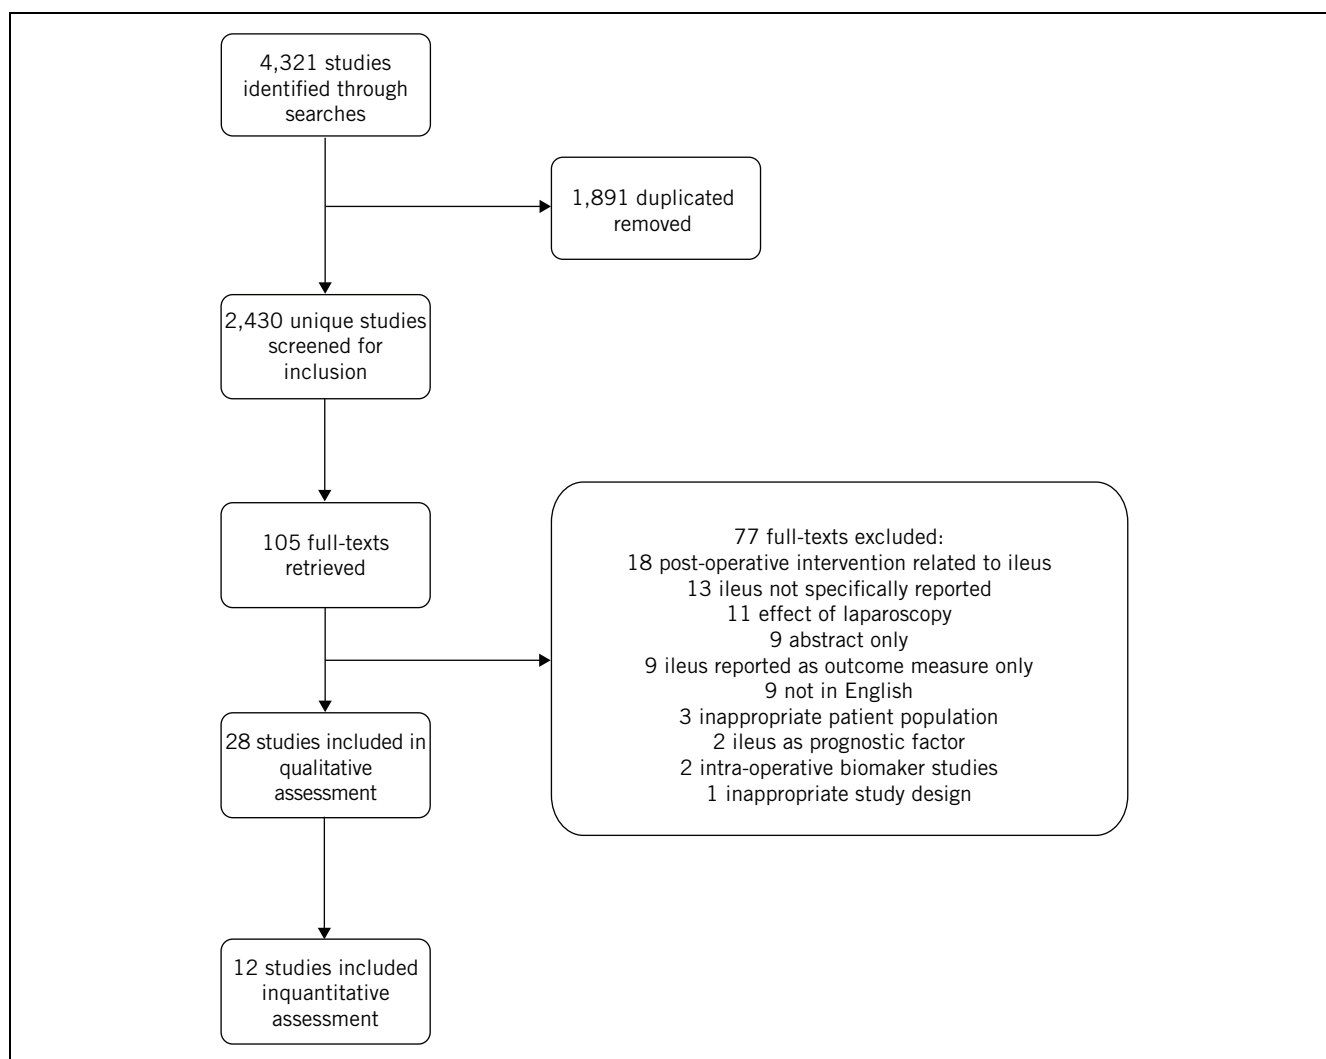 4,321 studies
identified through
searches
1,891 duplicated
removed
2,430 unique studies
screened for
inclusion
105 full-texts
retrieved
77 full-texts excluded:
18 post-operative intervention related to ileus
13 ileus not specifically reported
11 effect of laparoscopy
9 abstract only
9 ileus reported as outcome measure only
9 not in English
3 inappropriate patient population
2 ileus as prognostic factor
2 intra-operative biomaker studies
1 inappropriate study design
28 studies included in
qualitative
assessment
12 studies included
inquantitative
assessment